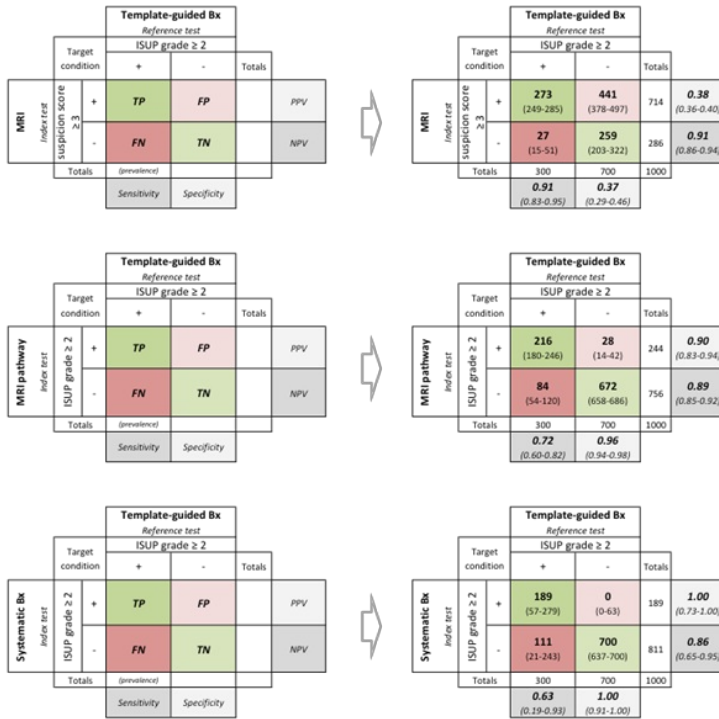 Template-guided Bx
Reference test
ISUP grade ≥ 2
Target condition
+ - Totals
MRI
Index test
suspicion score ≥ 3
+ TP FP PPV
- FN TN NPV
Totals (prevalence)
Sensitivity Specificity
Template-guided Bx
Reference test
ISUP grade ≥ 2
Target condition
+ - Totals
MRI
Index test
suspicion score ≥ 3
+ 273 441 714 0.38
(249-285) (378-497) (0.36-0.40)
- 27 259 286 0.91
(15-51) (203-322) (0.86-0.94)
Totals 300 700 1000
0.91 0.37
(0.83-0.95) (0.29-0.46)
Template-guided Bx
Reference test
ISUP grade ≥ 2
Target condition
+ - Totals
MRI pathway
Index test
ISUP grade ≥ 2
+ TP FP PPV
- FN TN NPV
Totals (prevalence)
Sensitivity Specificity
Template-guided Bx
Reference test
ISUP grade ≥ 2
Target condition
+ - Totals
MRI pathway
Index test
ISUP grade ≥ 2
+ 216 28 244 0.90
(180-246) (14-42) (0.83-0.94)
- 84 672 756 0.89
(54-120) (658-686) (0.85-0.92)
Totals 300 700 1000
0.72 0.96
(0.60-0.82) (0.94-0.98)
Template-guided Bx
Reference test
ISUP grade ≥ 2
Target condition
+ - Totals
Systematic Bx
Index test
ISUP grade ≥ 2
+ TP FP PPV
- FN TN NPV
Totals (prevalence)
Sensitivity Specificity
Template-guided Bx
Reference test
ISUP grade ≥ 2
Target condition
+ - Totals
Systematic Bx
Index test
ISUP grade ≥ 2
+ 189 0 189 1.00
(57-279) (0-63) (0.73-1.00)
- 111 700 811 0.86
(21-243) (637-700) (0.65-0.95)
Totals 300 700 1000
0.63 1.00
(0.19-0.93) (0.91-1.00)